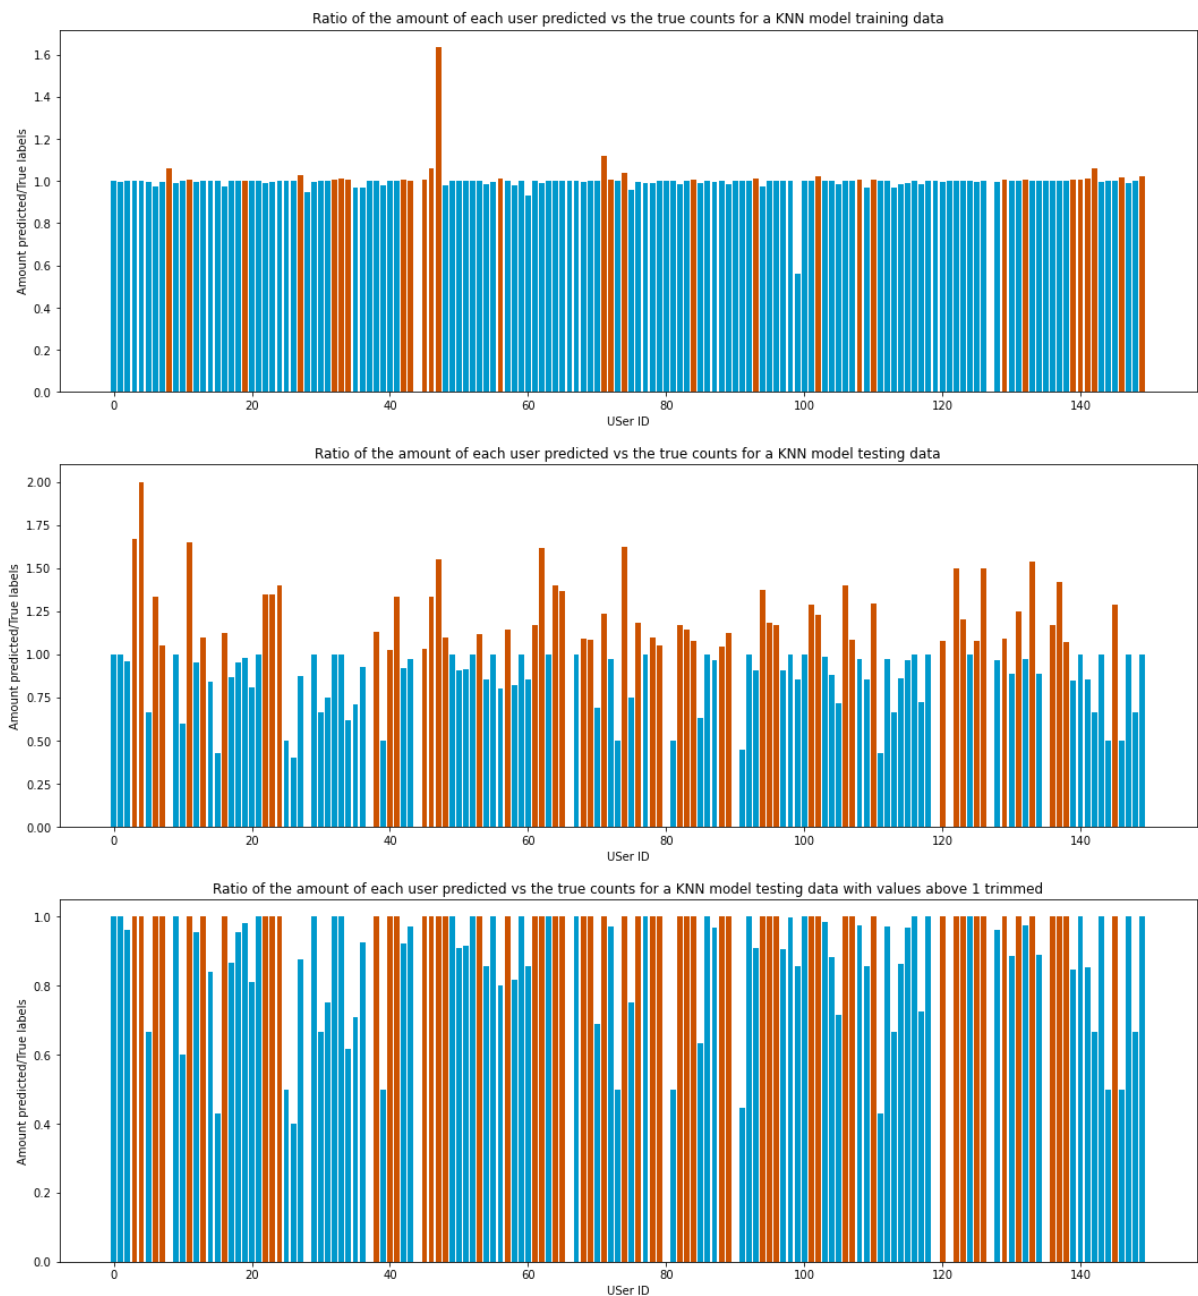 Ratio of the amount of each user predicted vs the true counts for a KNN model training data
1.6
1.4
1.2
1.0
0.8
0.6
0.4
0.2
0.0
Amount predicted/True labels
0 20 40 60 80 100 120 140
USer ID
Ratio of the amount of each user predicted vs the true counts for a KNN model testing data
2.00
1.75
1.50
1.25
1.00
0.75
0.50
0.25
0.00
Amount predicted/True labels
0 20 40 60 80 100 120 140
USer ID
Ratio of the amount of each user predicted vs the true counts for a KNN model testing data with values above 1 trimmed
1.0
0.8
0.6
0.4
0.2
0.0
Amount predicted/True labels
0 20 40 60 80 100 120 140
USer ID